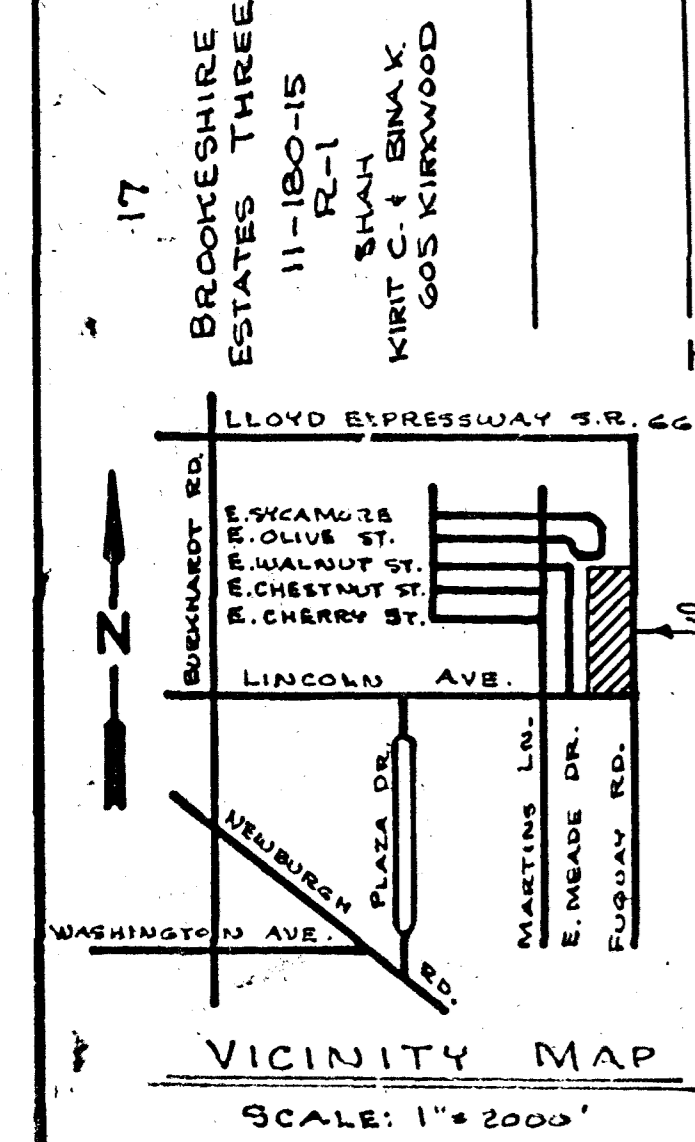 17
BROOKESHIRE
ESTATES THREE
11-180-15
R-1
SHAH
KIRIT C. & BINA K.
605 KIRKWOOD
LLOYD EXPRESSWAY S.R. 66
BURKHARDT RD.
E. SYCAMORE
E. OLIVE ST.
E. WALNUT ST.
E. CHESTNUT ST.
E. CHERRY ST.
N
LINCOLN AVE.
PLAZA DR.
MARTINS LN.
E. MEADE DR.
FUQUAY RD.
NEWBURGH RD.
WASHINGTON AVE.
VICINITY MAP
SCALE: 1"= 2000'